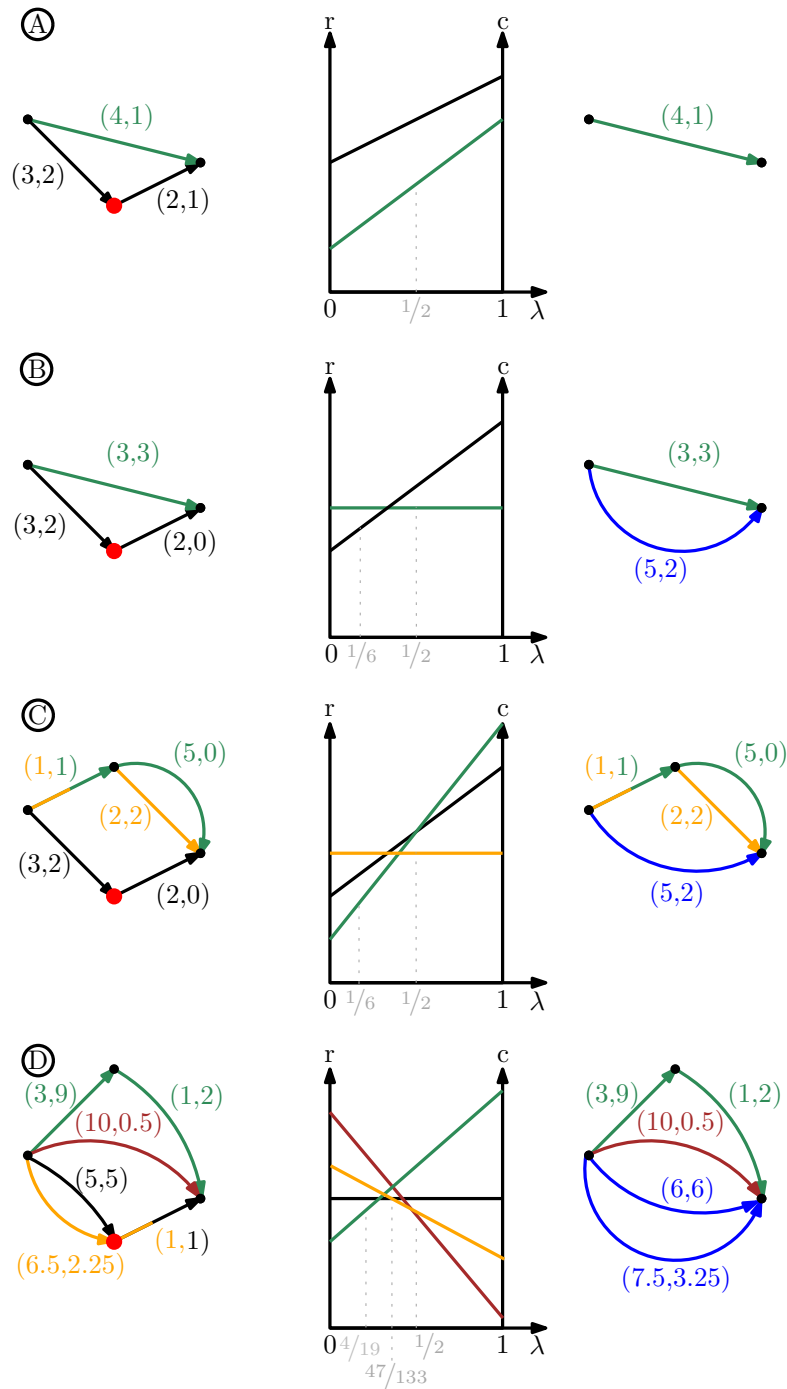 A
r c
(4,1) (4,1)
(3,2) (2,1)
0 1/2 1 λ
B
r c
(3,3) (3,3)
(3,2) (2,0)
(5,2)
0 1/6 1/2 1 λ
C
r c
(1,1) (5,0) (1,1) (5,0)
(2,2) (2,2)
(3,2) (2,0) (5,2)
0 1/6 1/2 1 λ
D
r c
(3,9) (1,2) (3,9) (1,2)
(10,0.5) (10,0.5)
(5,5) (6,6)
(1,1)
(6.5,2.25) (7.5,3.25)
0 4/19 1/2 1 λ
47/133